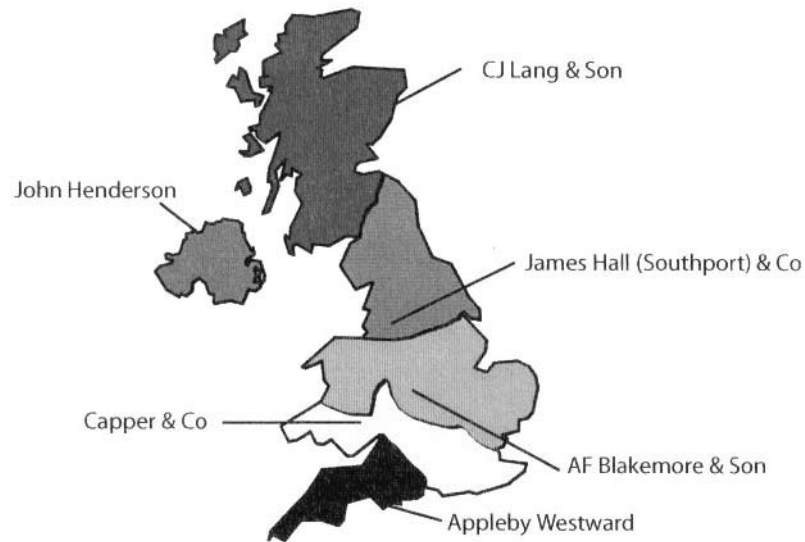 CJ Lang & Son
John Henderson
James Hall (Southport) & Co
Capper & Co
AF Blakemore & Son
Appleby Westward